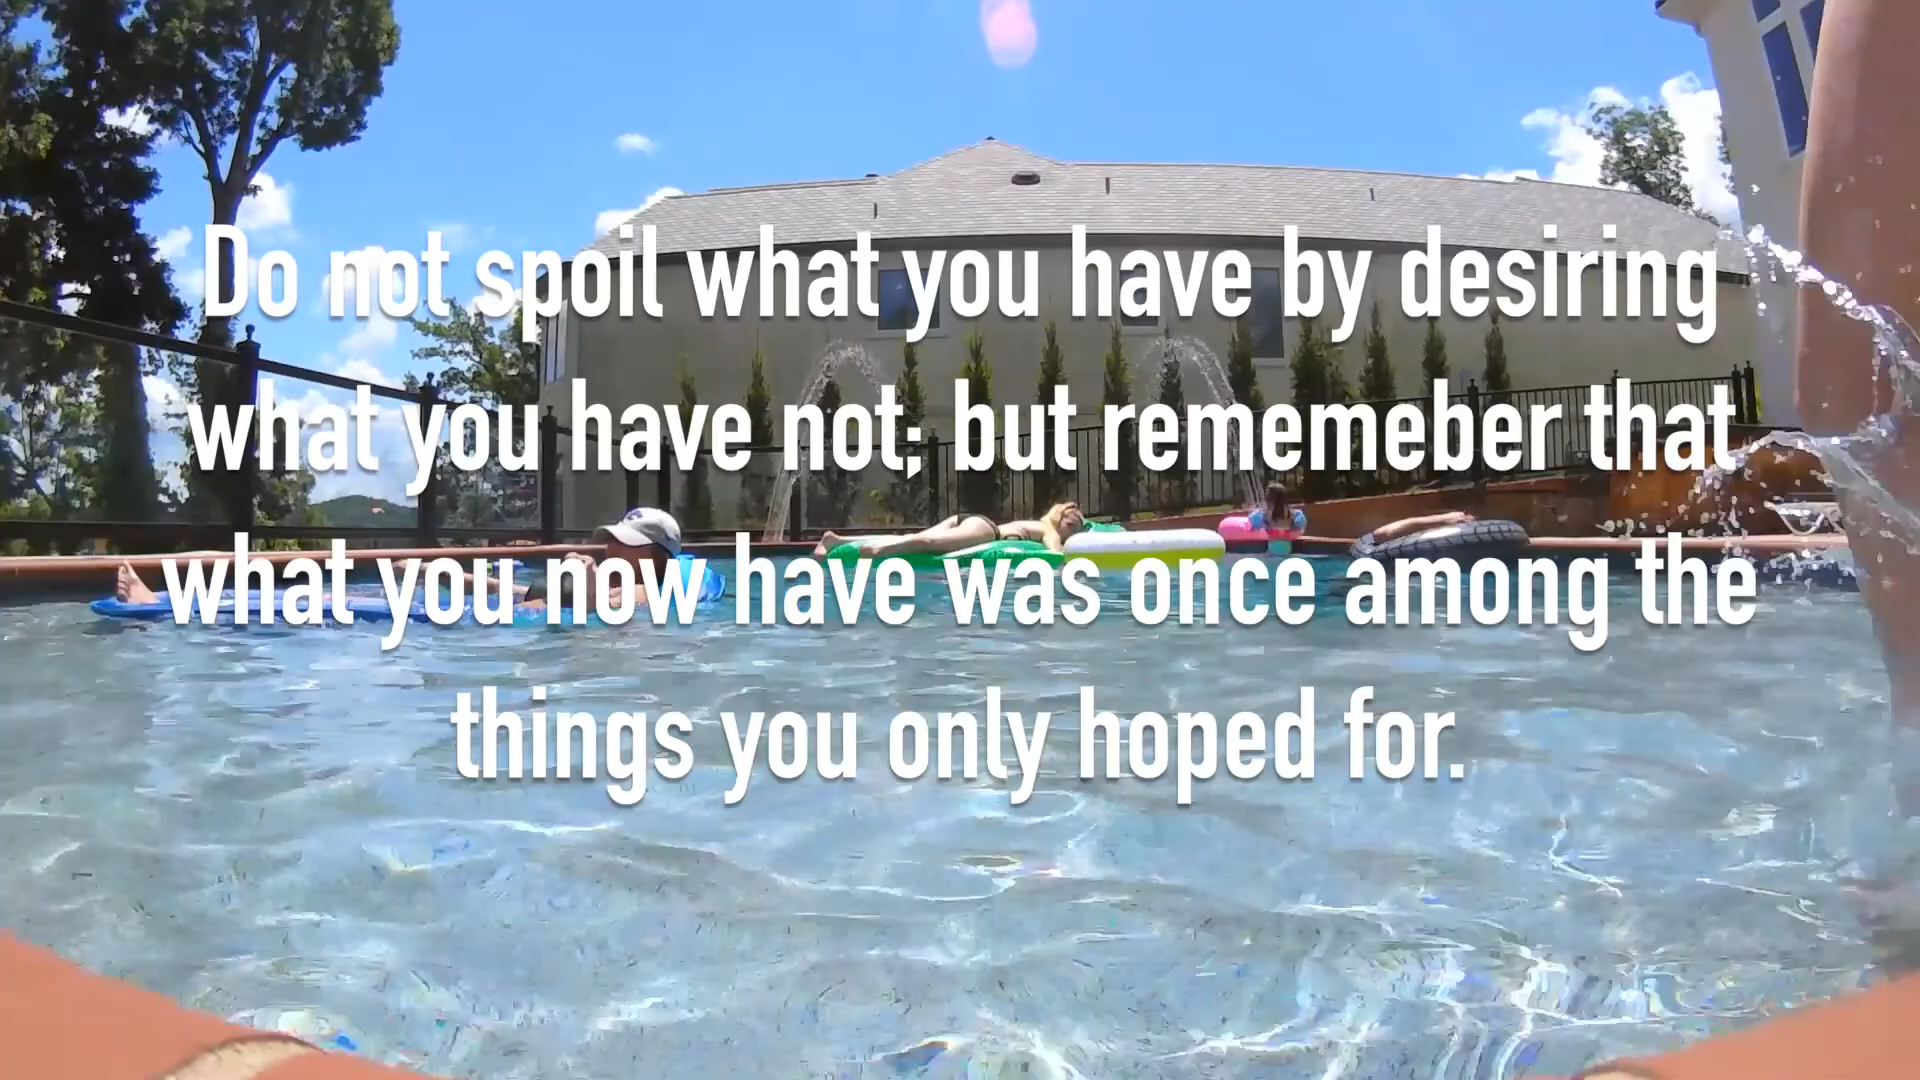 Do not spoil what you have by desiring
what you have not; but rememeber that
what you now have was once among the
things you only hoped for.